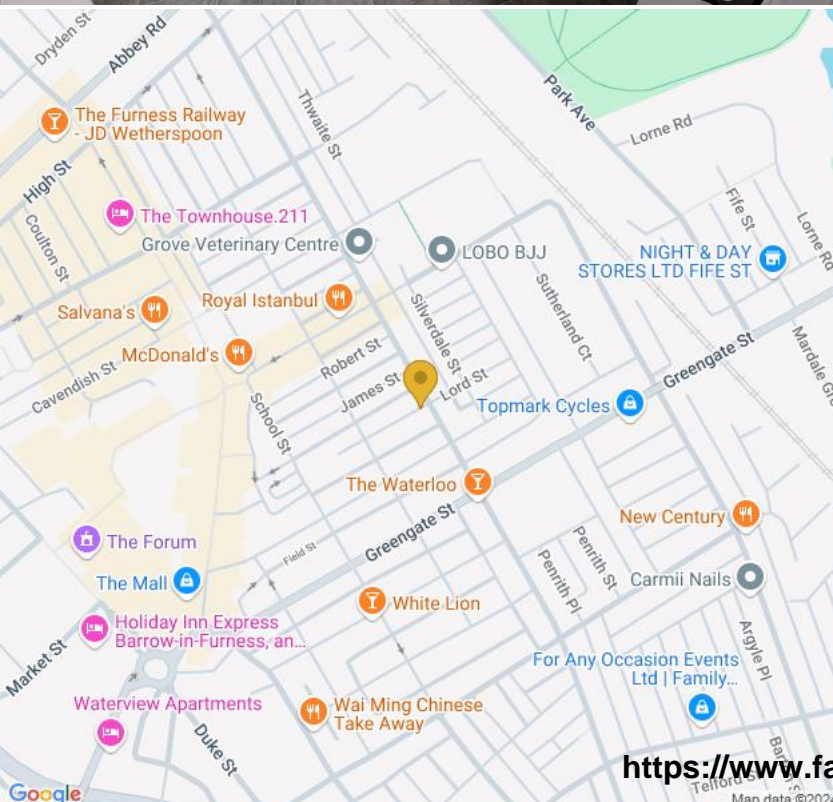 Dryden St
Abbey Rd
The Furness Railway
- JD Wetherspoon
Park Ave
Thwaite St
Lorne Rd
High St
Fife St
Coulton St
The Townhouse.211
Lorne Rd
Grove Veterinary Centre
LOBO BJJ
NIGHT & DAY
STORES LTD FIFE ST
Salvana's
Royal Istanbul
Silverdale St
Sutherland Ct
McDonald's
Robert St
Greengate St
Mardale Gr
Cavendish St
James St
Lord St
School St
Topmark Cycles
The Waterloo
New Century
The Forum
Greengate St
Field St
Penrith St
Penrith Pl
The Mall
Carmii Nails
White Lion
Holiday Inn Express
Barrow-in-Furness, an...
Argyle Pl
Market St
For Any Occasion Events
Ltd | Family...
Waterview Apartments
Wai Ming Chinese
Take Away
Duke St
https://www.fa
Telford S
Google
Map data ©202